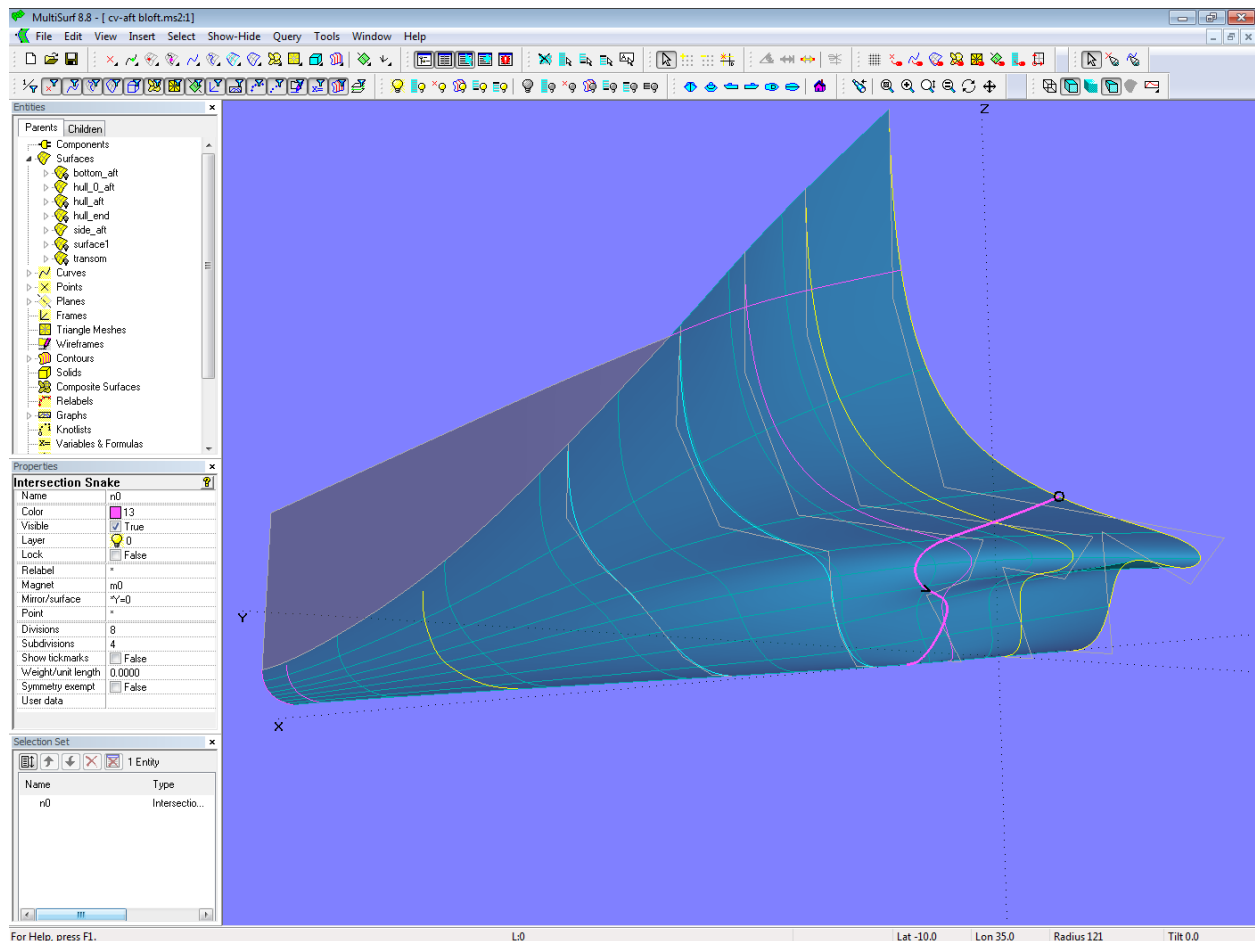 MultiSurf 8.8 - [ cv-aft bloft.ms2:1]
File Edit View Insert Select Show-Hide Query Tools Window Help
Entities
Parents Children
Components
Surfaces
bottom_aft
hull_0_aft
hull_aft
hull_end
side_aft
surface1
transom
Curves
Points
Planes
Frames
Triangle Meshes
Wireframes
Contours
Solids
Composite Surfaces
Relabels
Graphs
Knotlists
Variables & Formulas
Properties
Intersection Snake
Name n0
Color 13
Visible True
Layer 0
Lock False
Relabel *
Magnet m0
Mirror/surface *Y=0
Point *
Divisions 8
Subdivisions 4
Show tickmarks False
Weight/unit length 0.0000
Symmetry exempt False
User data
Selection Set
1 Entity
Name Type
n0 Intersectio...
Z
Y
X
For Help, press F1. L:0 Lat -10.0 Lon 35.0 Radius 121 Tilt 0.0